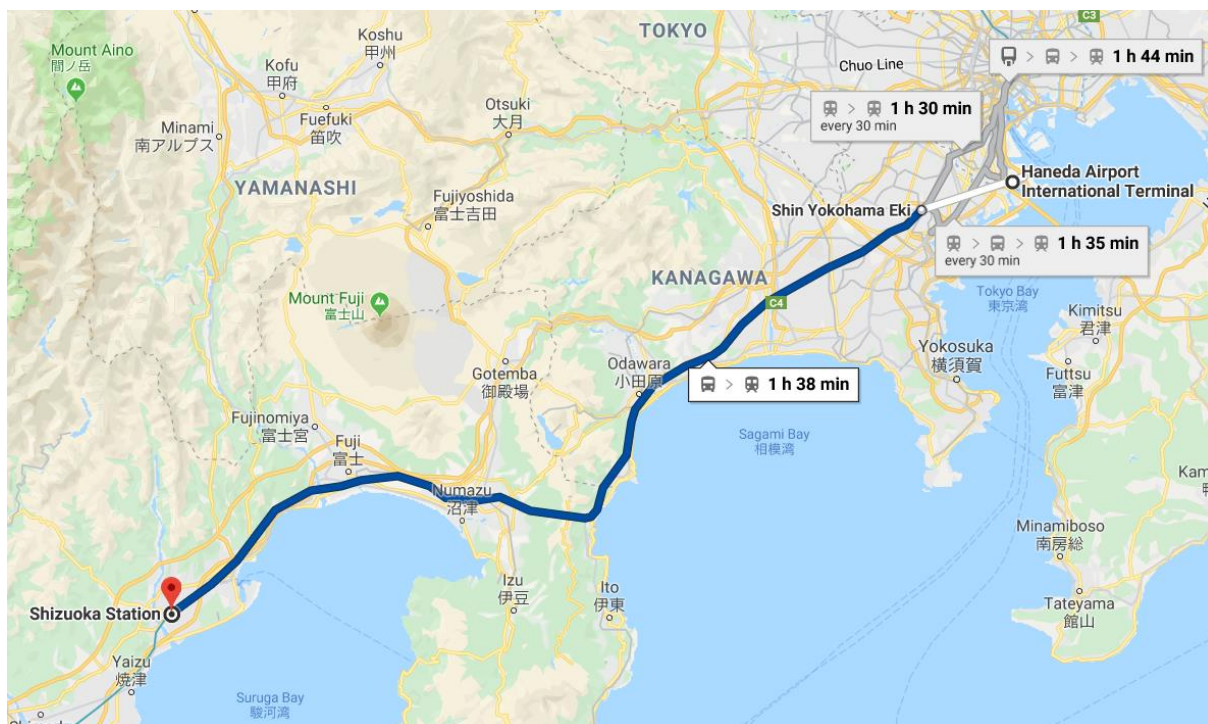 TOKYO
C3
Mount Aino
間ノ岳
Koshu
甲州
Kofu
甲府
Chuo Line
1 h 44 min
Otsuki
大月
Fuefuki
笛吹
Minami
南アルプス
1 h 30 min
every 30 min
YAMANASHI
Fujiyoshida
富士吉田
Haneda Airport
International Terminal
Shin Yokohama Eki
1 h 35 min
every 30 min
KANAGAWA
Mount Fuji
富士山
C4
Tokyo Bay
東京湾
Kimitsu
君津
Yokosuka
横須賀
Futtsu
富津
Gotemba
御殿場
Odawara
小田原
1 h 38 min
Fujinomiya
富士宮
Fuji
富士
Sagami Bay
相模湾
Numazu
沼津
Kam
Minamiboso
南房総
Izu
伊豆
Ito
伊東
Tateyama
館山
Shizuoka Station
Yaizu
焼津
Suruga Bay
駿河湾